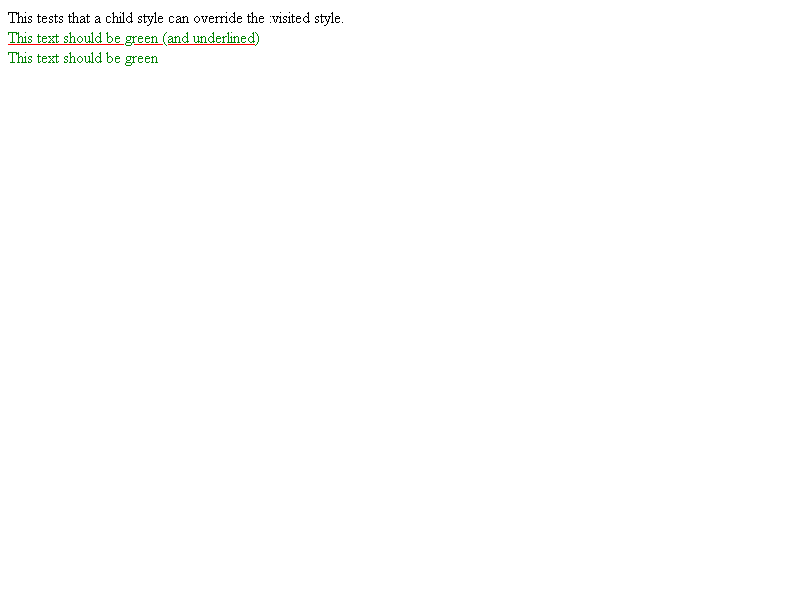 This tests that a child style can override the :visited style.
This text should be green (and underlined)
This text should be green